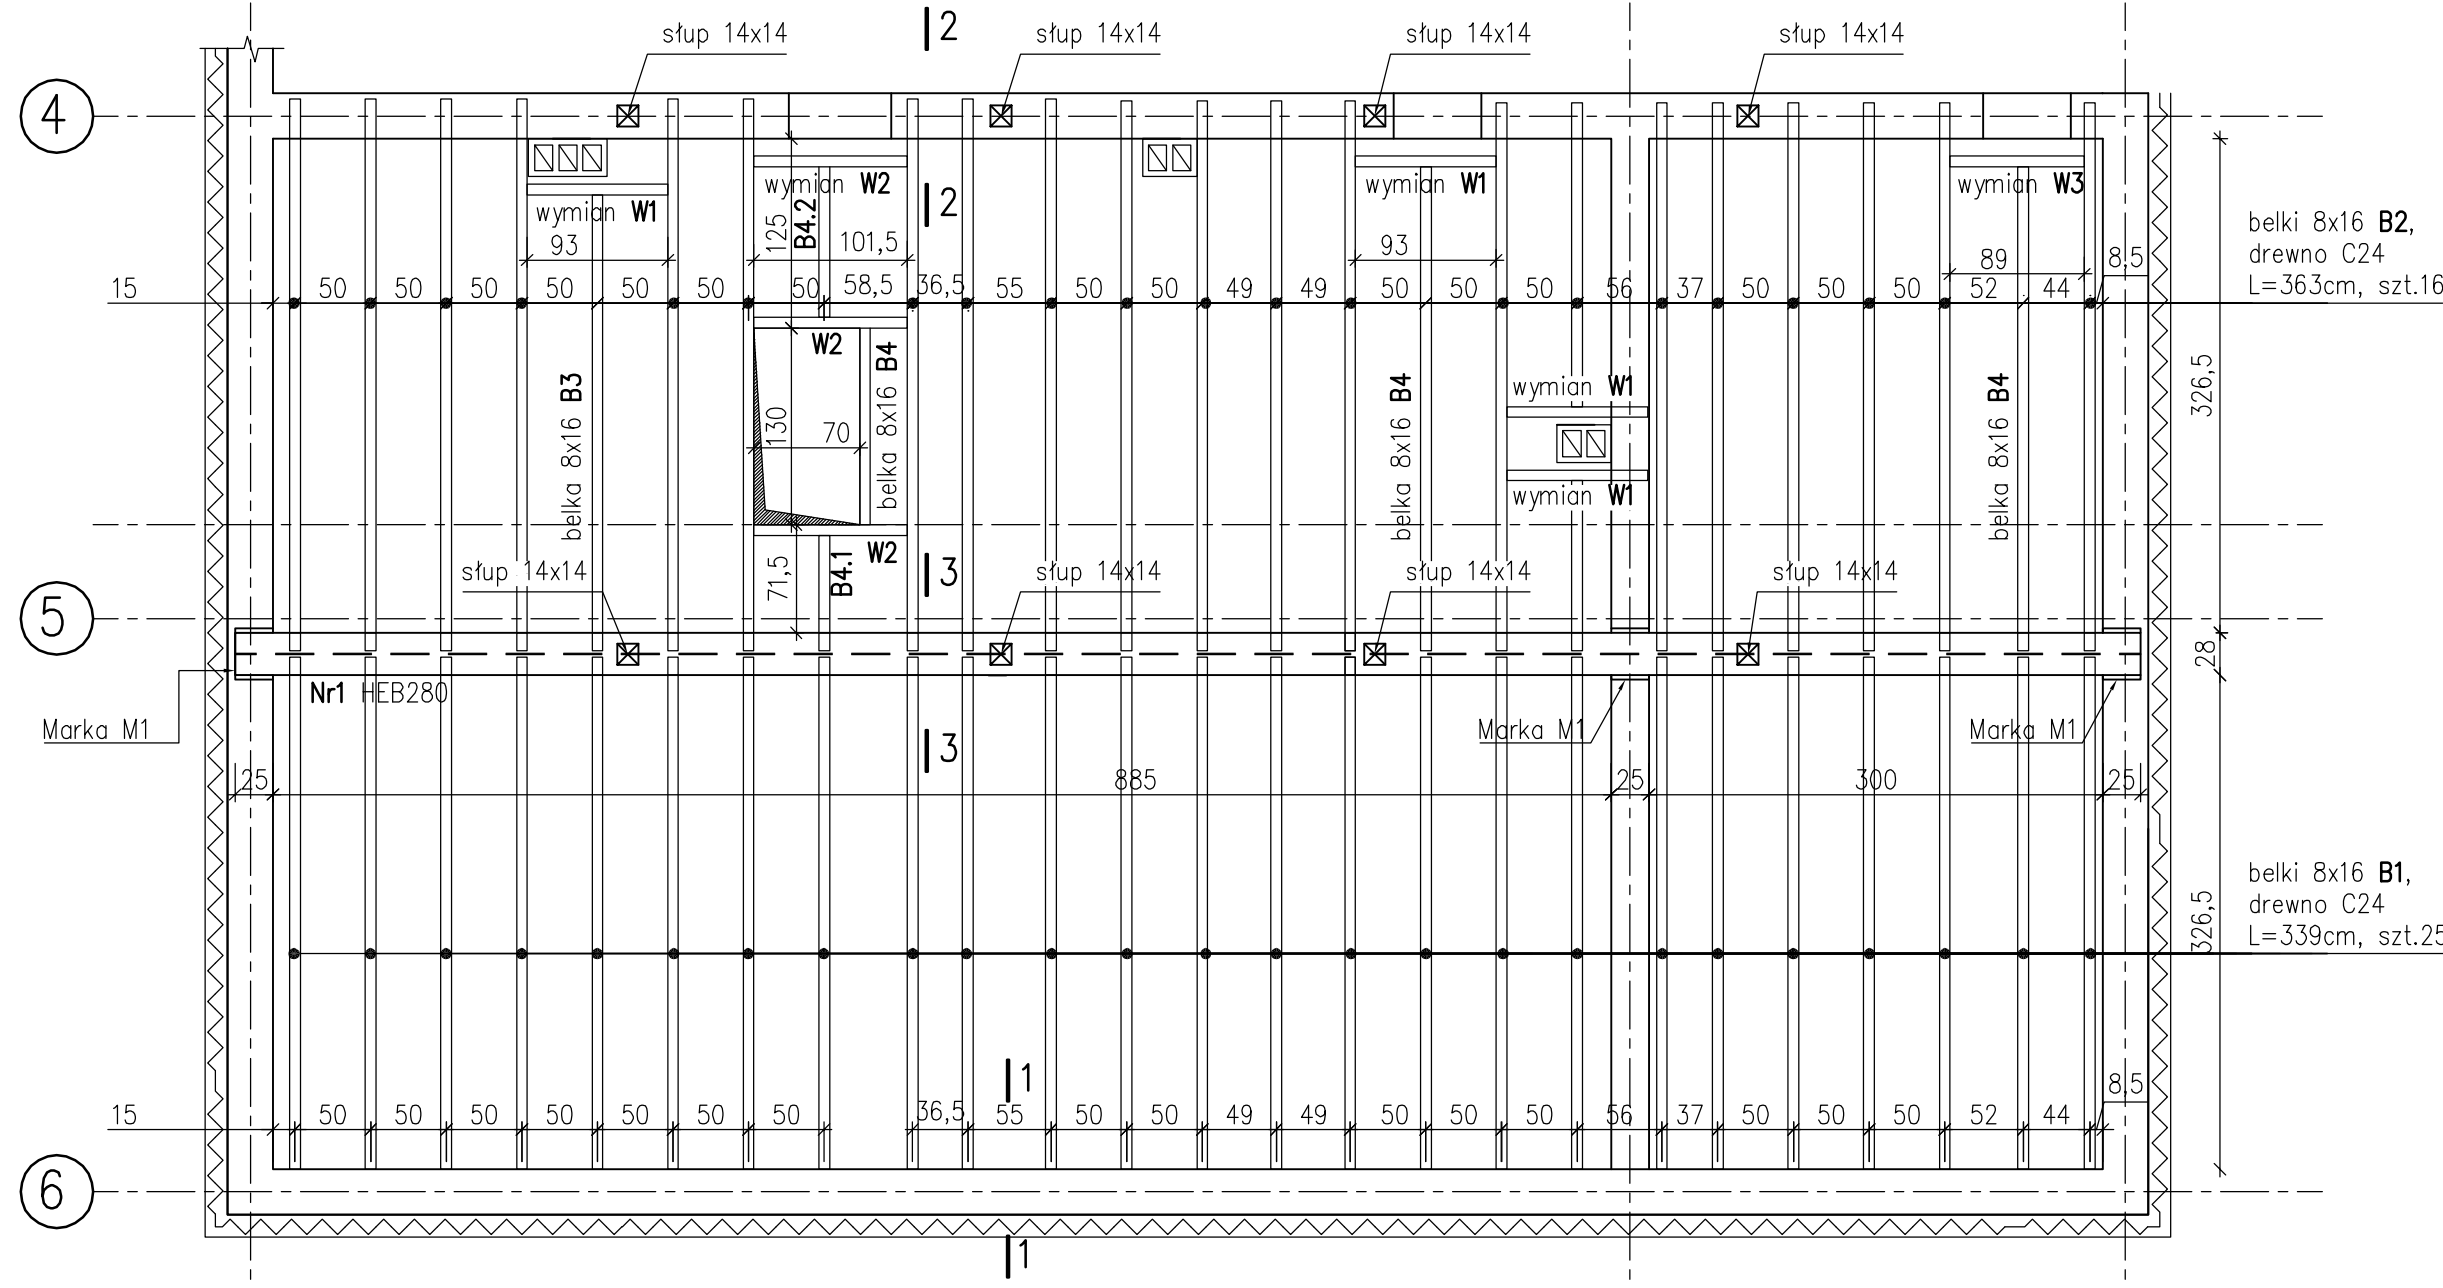 2
słup 14x14
słup 14x14
słup 14x14
słup 14x14
4
wymian W2
wymian W1
wymian W3
wymian W1
2
125
B4.2
belki 8x16 B2,
drewno C24
L=363cm, szt.16
93
101,5
93
89
8,5
15
50
50
50
50
50
50
50
58,5
36,5
55
50
50
49
49
50
50
50
56
37
50
50
50
52
44
W2
belka 8x16 B3
130
70
belka 8x16 B4
belka 8x16 B4
wymian W1
wymian W1
belka 8x16 B4
326,5
W2
B4.1
71,5
3
słup 14x14
słup 14x14
słup 14x14
słup 14x14
5
28
Nr1 HEB280
Marka M1
Marka M1
Marka M1
3
25
885
25
300
25
belki 8x16 B1,
drewno C24
L=339cm, szt.25
326,5
1
8,5
15
50
50
50
50
50
50
50
36,5
55
50
50
49
49
50
50
50
56
37
50
50
50
52
44
6
1